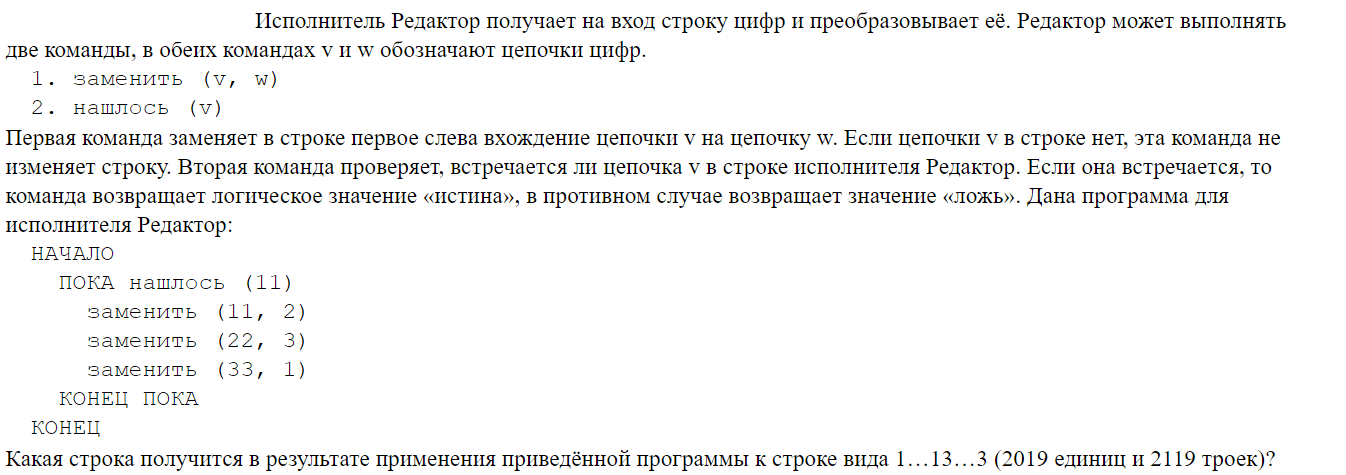 Исполнитель Редактор получает на вход строку цифр и преобразовывает её. Редактор может выполнять
две команды, в обеих командах v и w обозначают цепочки цифр.
1. заменить (v, w)
2. нашлось (v)
Первая команда заменяет в строке первое слева вхождение цепочки v на цепочку w. Если цепочки v в строке нет, эта команда не
изменяет строку. Вторая команда проверяет, встречается ли цепочка v в строке исполнителя Редактор. Если она встречается, то
команда возвращает логическое значение «истина», в противном случае возвращает значение «ложь». Дана программа для
исполнителя Редактор:
НАЧАЛО
ПОКА нашлось (11)
заменить (11, 2)
заменить (22, 3)
заменить (33, 1)
КОНЕЦ ПОКА
КОНЕЦ
Какая строка получится в результате применения приведённой программы к строке вида 1…13…3 (2019 единиц и 2119 троек)?